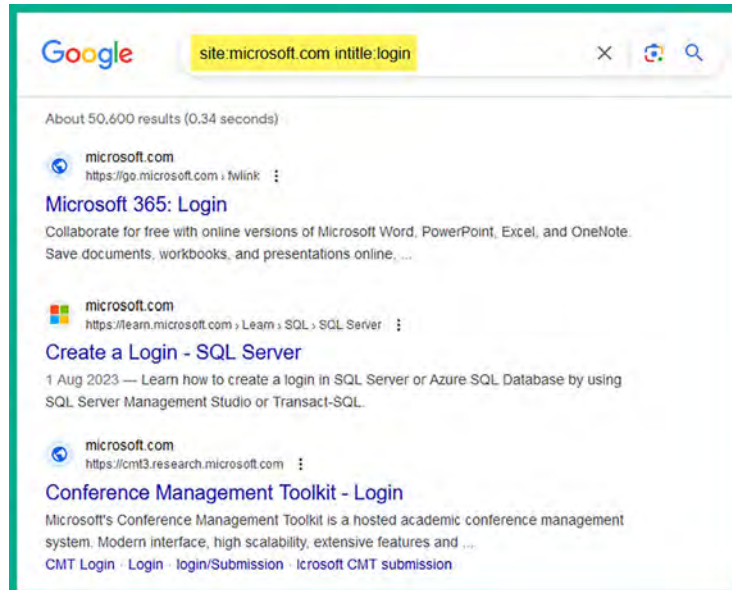 Google
site:microsoft.com intitle:login
About 50,600 results (0.34 seconds)
microsoft.com
https://go.microsoft.com › fwlink
Microsoft 365: Login
Collaborate for free with online versions of Microsoft Word, PowerPoint, Excel, and OneNote.
Save documents, workbooks, and presentations online, ...
microsoft.com
https://learn.microsoft.com › Learn › SQL › SQL Server
Create a Login - SQL Server
1 Aug 2023 — Learn how to create a login in SQL Server or Azure SQL Database by using
SQL Server Management Studio or Transact-SQL.
microsoft.com
https://cmt3.research.microsoft.com
Conference Management Toolkit - Login
Microsoft's Conference Management Toolkit is a hosted academic conference management
system. Modern interface, high scalability, extensive features and ...
CMT Login · Login · login/Submission · Icrosoft CMT submission